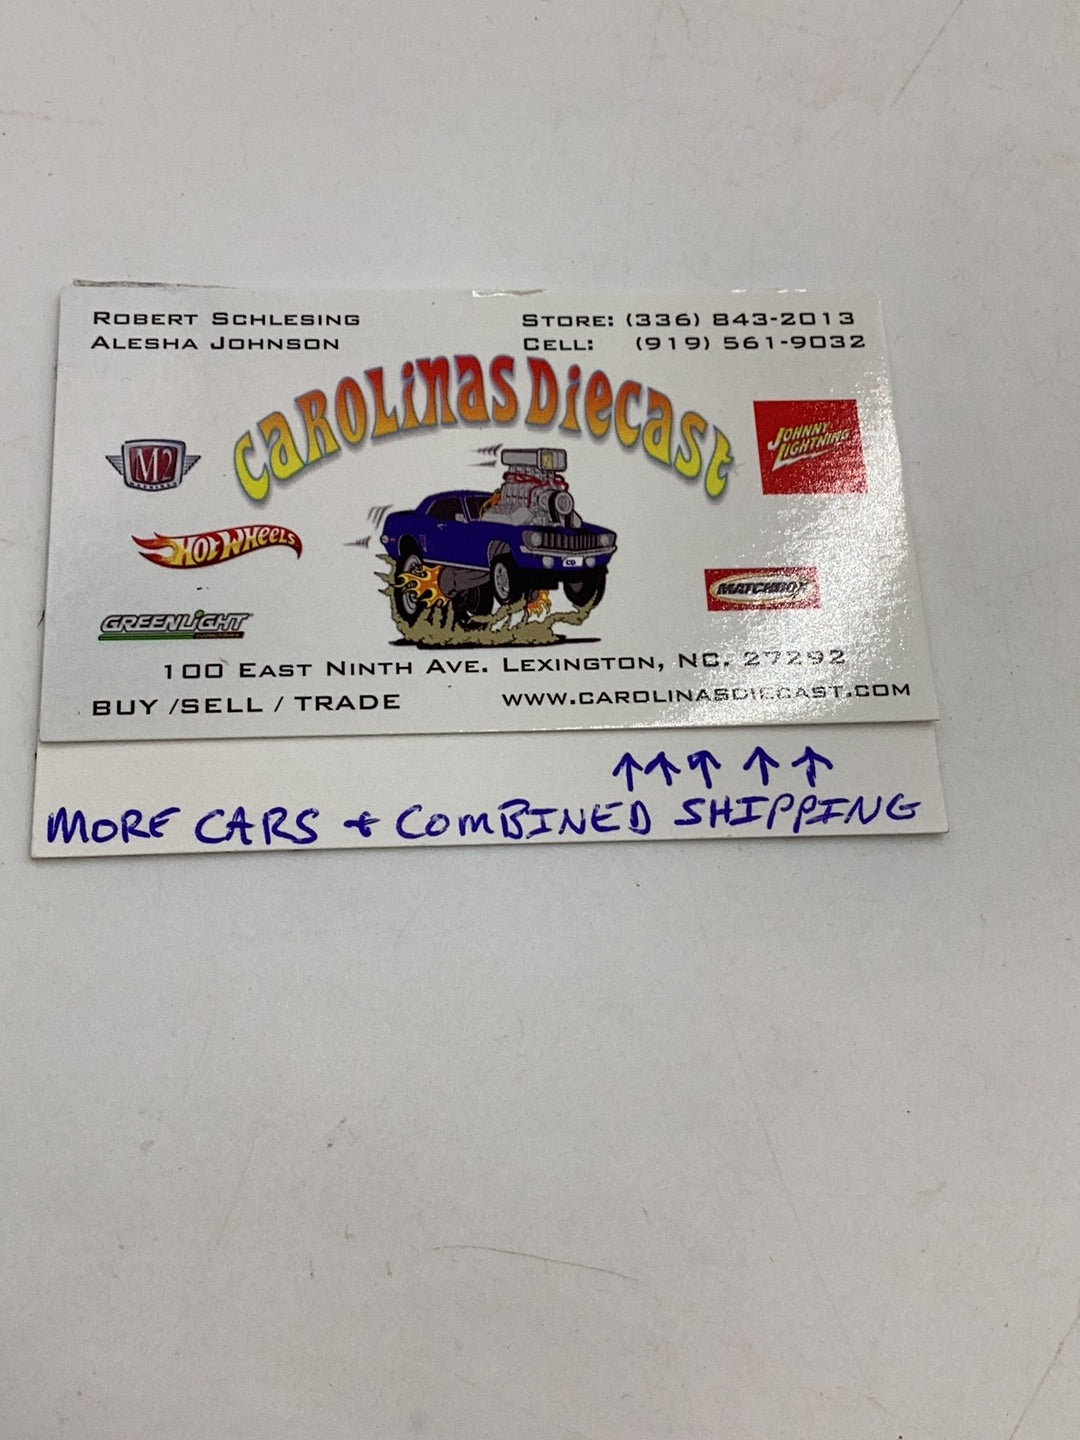 ROBERT SCHLESING
ALESHA JOHNSON
STORE: (336) 843-2013
CELL: (919) 561-9032
CAROLINAS DIECAST
M2
MACHINES
JOHNNY
LIGHTNING
HOT WHEELS
CD
MATCHBOX
GREENLIGHT
100 EAST NINTH AVE. LEXINGTON, NC. 27292
BUY /SELL / TRADE
WWW.CAROLINASDIECAST.COM
↑↑↑ ↑ ↑
MORE CARS + COMBINED SHIPPING